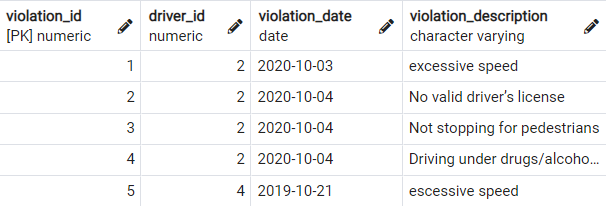 violation_id driver_id violation_date violation_description
[PK] numeric numeric date character varying
1 2 2020-10-03 excessive speed
2 2 2020-10-04 No valid driver’s license
3 2 2020-10-04 Not stopping for pedestrians
4 2 2020-10-04 Driving under drugs/alcoho...
5 4 2019-10-21 escessive speed